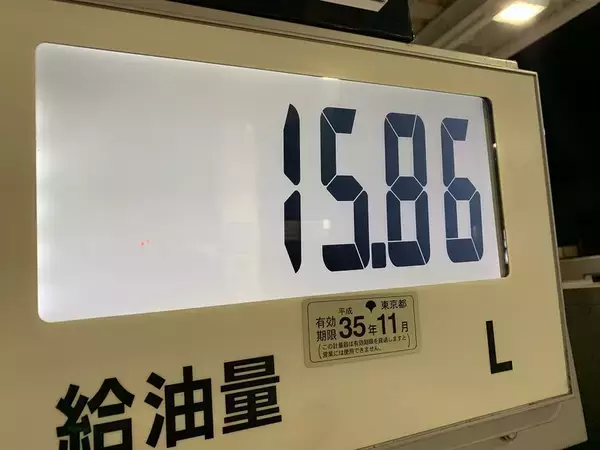 15.86
平成 東京都
有効期限 35年11月
(この計量器は有効期限を経過しますと
営業には使用できません。)
給油量 L